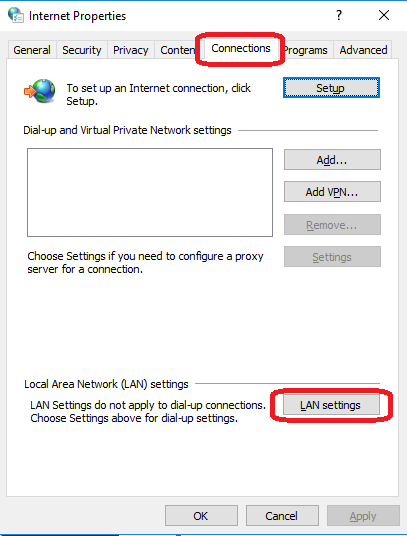 Internet Properties
?
General
Security
Privacy
Conten
Connections
Programs
Advanced
To set up an Internet connection, click
Setup.
Setup
Dial-up and Virtual Private Network settings
Add...
Add VPN...
Remove...
Choose Settings if you need to configure a proxy
server for a connection.
Settings
Local Area Network (LAN) settings
LAN Settings do not apply to dial-up connections.
Choose Settings above for dial-up settings.
LAN settings
OK
Cancel
Apply